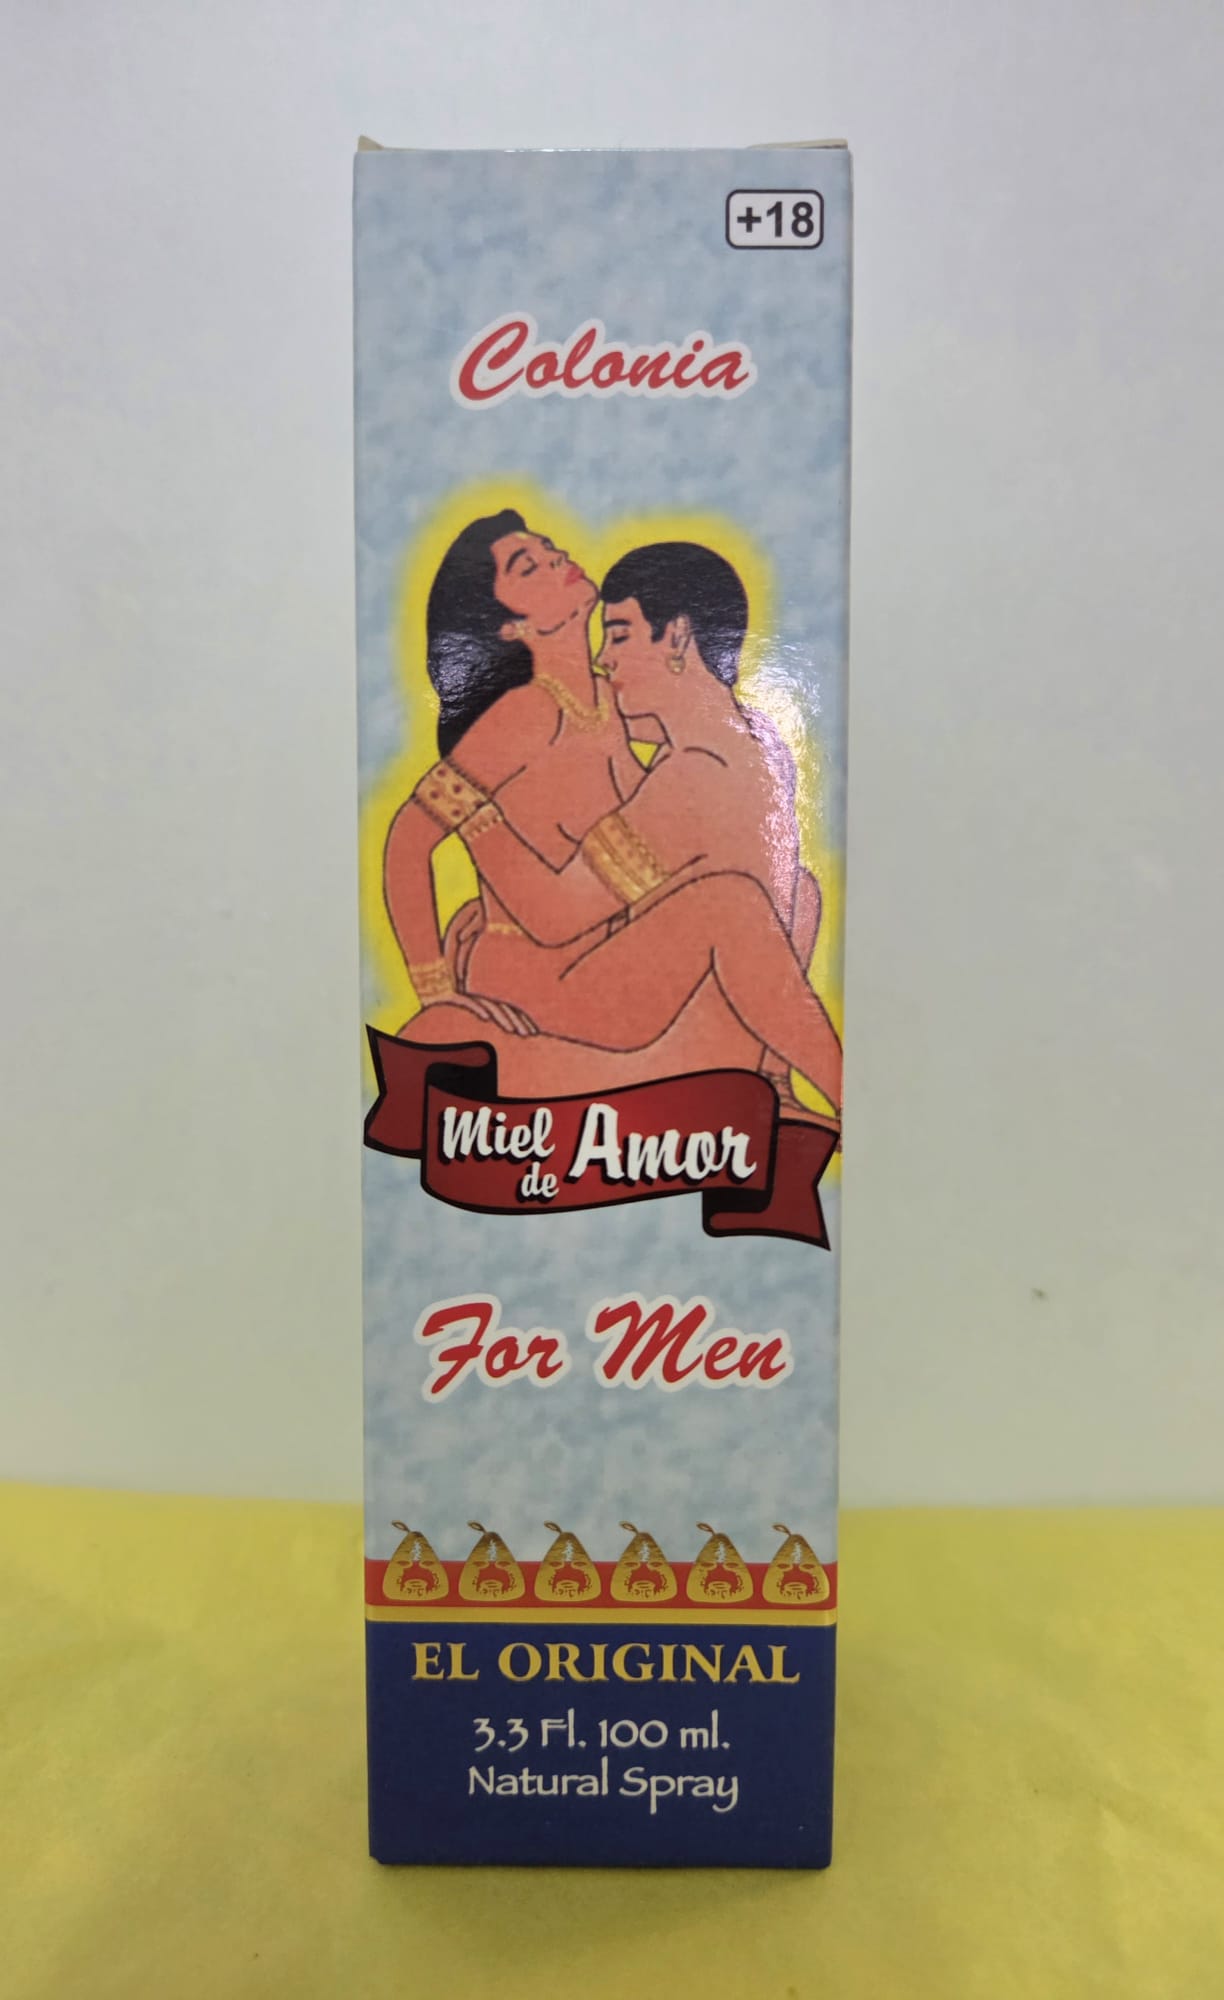 +18
Colonia
Miel de Amor
For Men
EL ORIGINAL
3.3 Fl. 100 ml.
Natural Spray